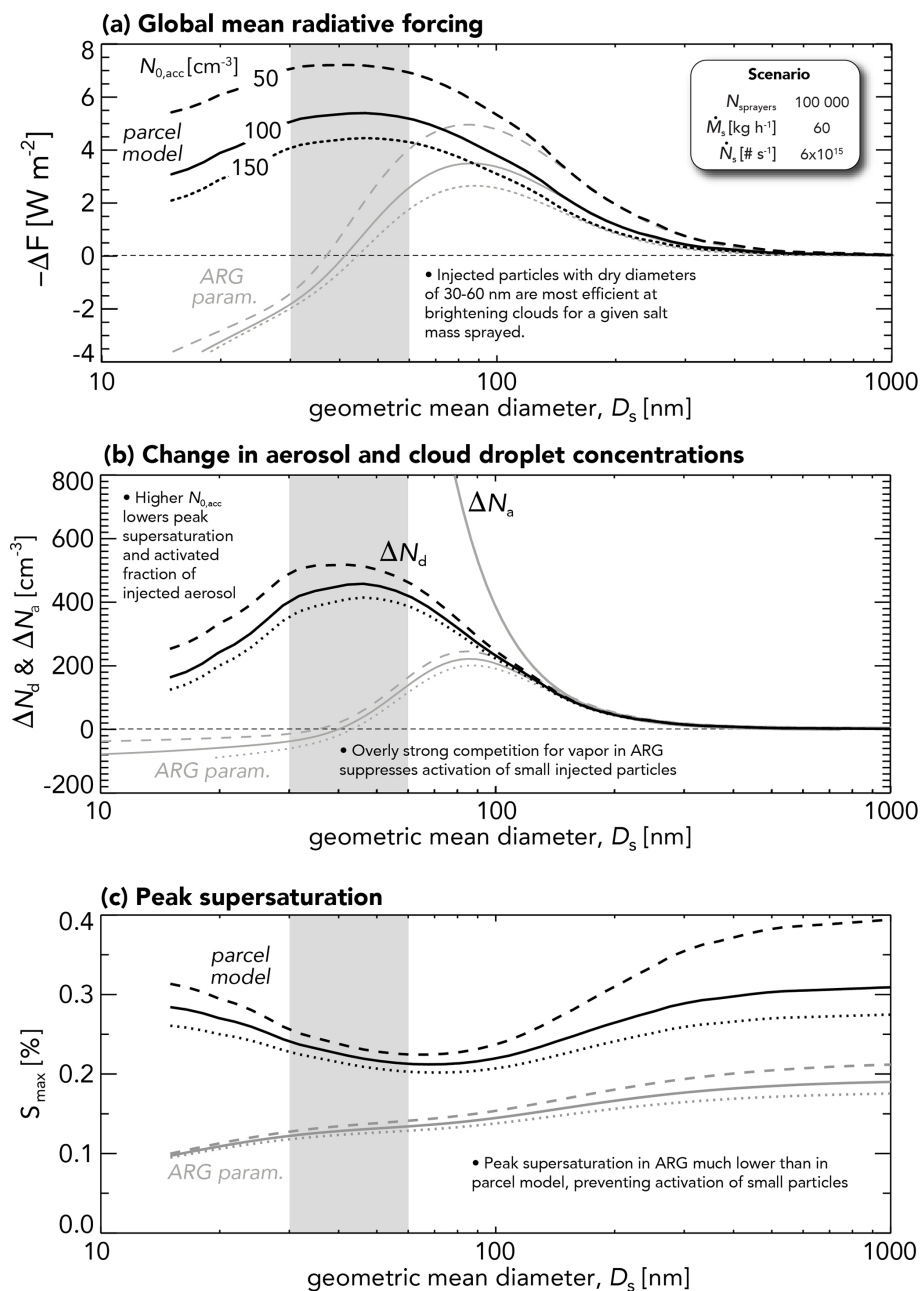 (a) Global mean radiative forcing
8
6
4
2
0
-2
-4
−ΔF [W m-2]
N0,acc [cm-3]
50
100
150
parcel
model
ARG
param.
Scenario
Nsprayers 100 000
Ṁs [kg h-1] 60
Ṅs [# s-1] 6x10^15
• Injected particles with dry diameters
of 30-60 nm are most efficient at
brightening clouds for a given salt
mass sprayed.
10 100 1000
geometric mean diameter, Ds [nm]
(b) Change in aerosol and cloud droplet concentrations
800
600
400
200
0
-200
ΔNd & ΔNa [cm-3]
• Higher N0,acc
lowers peak
supersaturation
and activated
fraction of
injected aerosol
ΔNa
ΔNd
ARG param.
• Overly strong competition for vapor in ARG
suppresses activation of small injected particles
10 100 1000
geometric mean diameter, Ds [nm]
(c) Peak supersaturation
0.4
0.3
0.2
0.1
0.0
Smax [%]
parcel
model
ARG param.
• Peak supersaturation in ARG much lower than in
parcel model, preventing activation of small particles
10 100 1000
geometric mean diameter, Ds [nm]